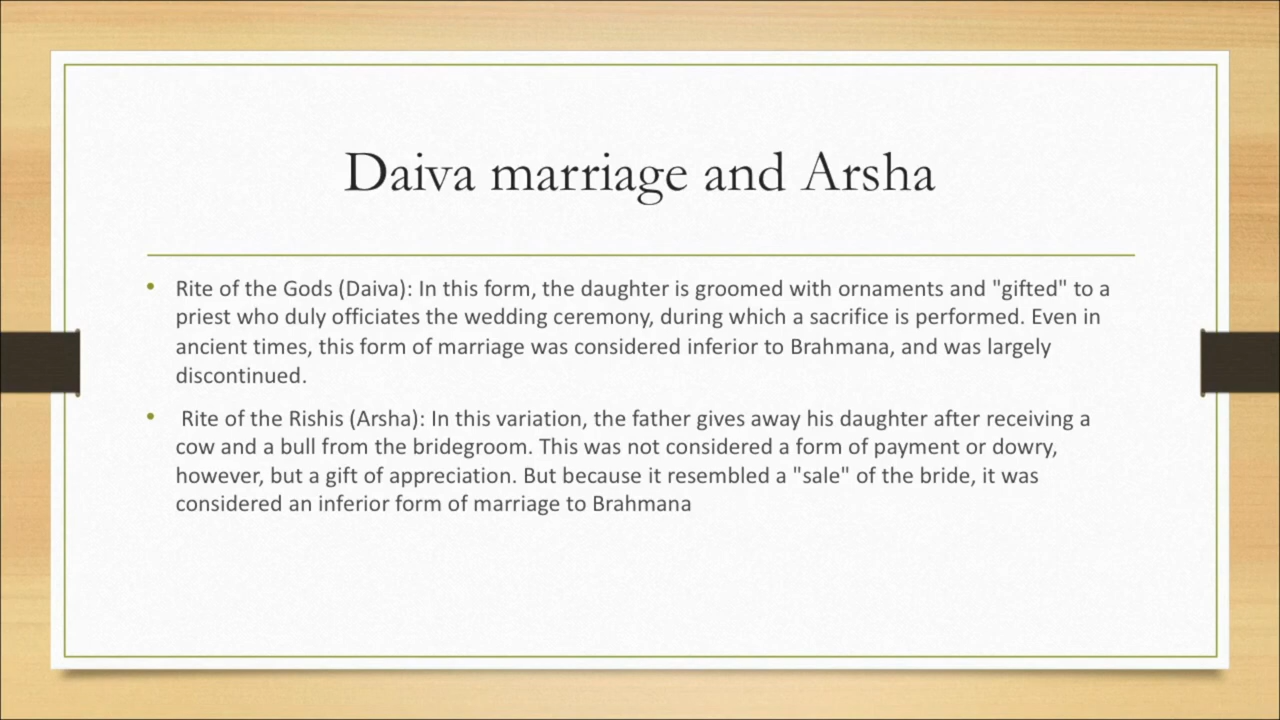 Daiva marriage and Arsha
• Rite of the Gods (Daiva): In this form, the daughter is groomed with ornaments and "gifted" to a
priest who duly officiates the wedding ceremony, during which a sacrifice is performed. Even in
ancient times, this form of marriage was considered inferior to Brahmana, and was largely
discontinued.
• Rite of the Rishis (Arsha): In this variation, the father gives away his daughter after receiving a
cow and a bull from the bridegroom. This was not considered a form of payment or dowry,
however, but a gift of appreciation. But because it resembled a "sale" of the bride, it was
considered an inferior form of marriage to Brahmana